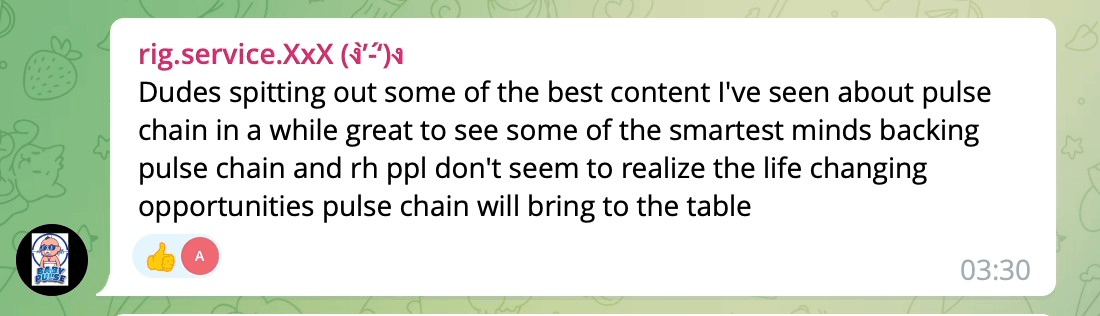 rig.service.XxX (ง'̀-'́)ง
Dudes spitting out some of the best content I've seen about pulse
chain in a while great to see some of the smartest minds backing
pulse chain and rh ppl don't seem to realize the life changing
opportunities pulse chain will bring to the table
BABY
PULSE
A
03:30